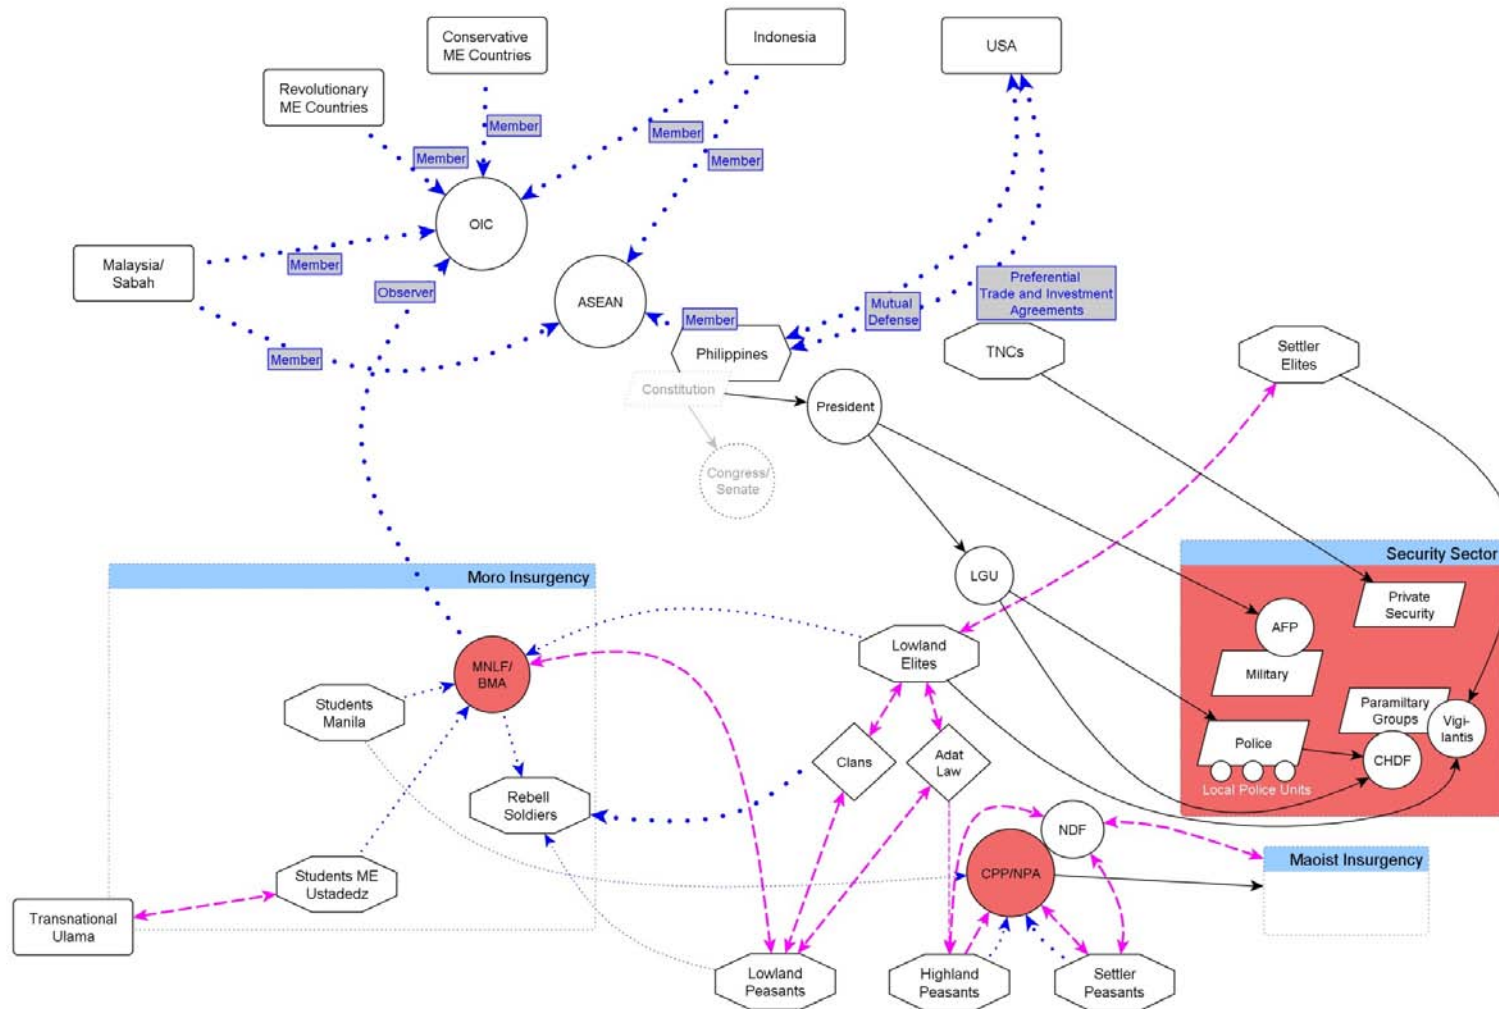 Conservative
ME Countries
Indonesia
USA
Revolutionary
ME Countries
Member
Member
Member
Member
OIC
Malaysia/
Sabah
Member
Observer
ASEAN
Member
Mutual
Defense
Preferential
Trade and Investment
Agreements
Member
Philippines
TNCs
Settler
Elites
Constitution
President
Congress/
Senate
Moro Insurgency
Security Sector
LGU
Private
Security
AFP
Military
MNLF/
BMA
Lowland
Elites
Students
Manila
Paramiltary
Groups
Vigi-
lantis
Police
CHDF
Local Police Units
Clans
Adat
Law
Rebell
Soldiers
NDF
Maoist Insurgency
CPP/NPA
Students ME
Ustadedz
Transnational
Ulama
Lowland
Peasants
Highland
Peasants
Settler
Peasants